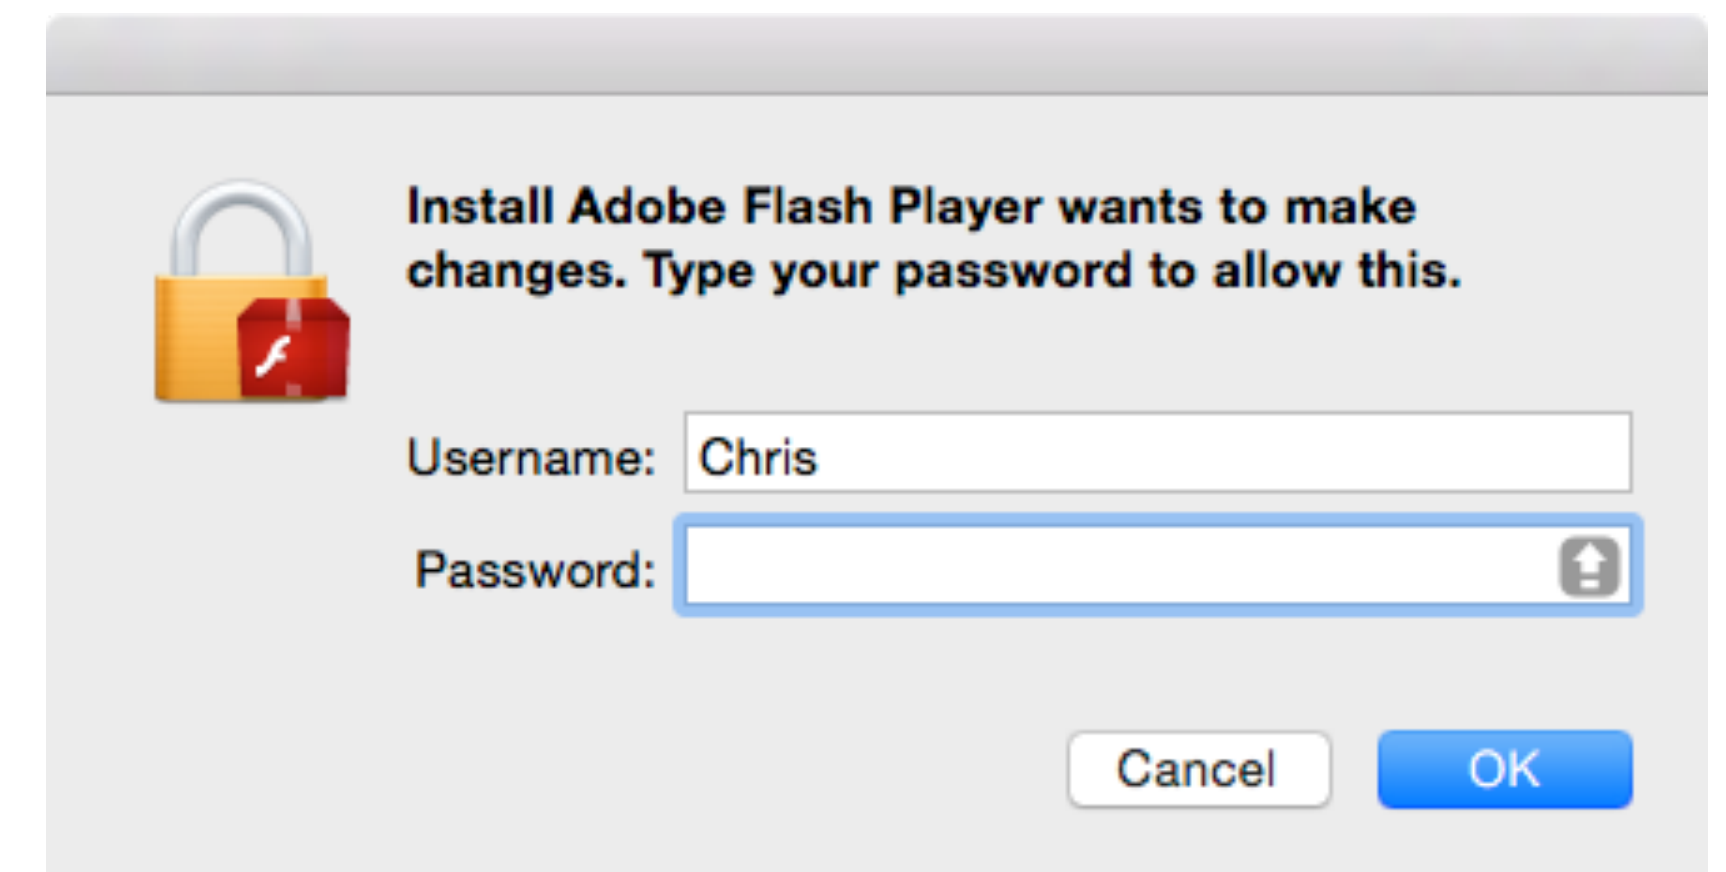 Install Adobe Flash Player wants to make
changes. Type your password to allow this.
Username: Chris
Password:
Cancel OK